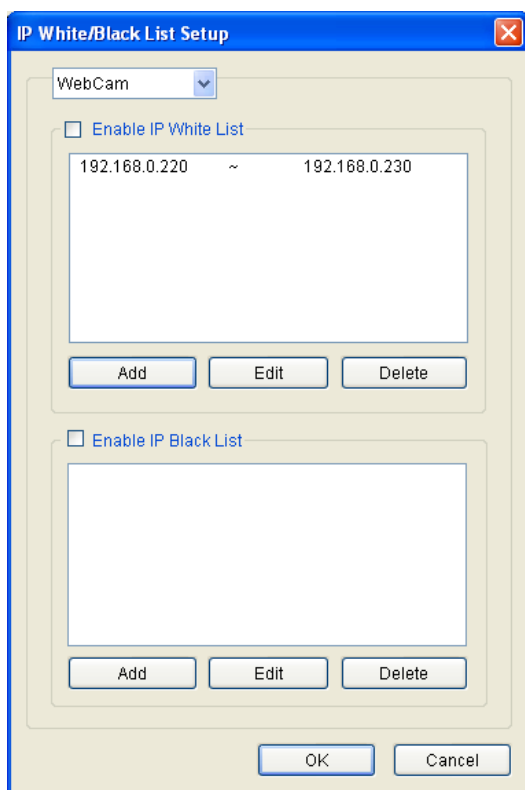 IP White/Black List Setup
WebCam
Enable IP White List
192.168.0.220 ~ 192.168.0.230
Add Edit Delete
Enable IP Black List
Add Edit Delete
OK Cancel